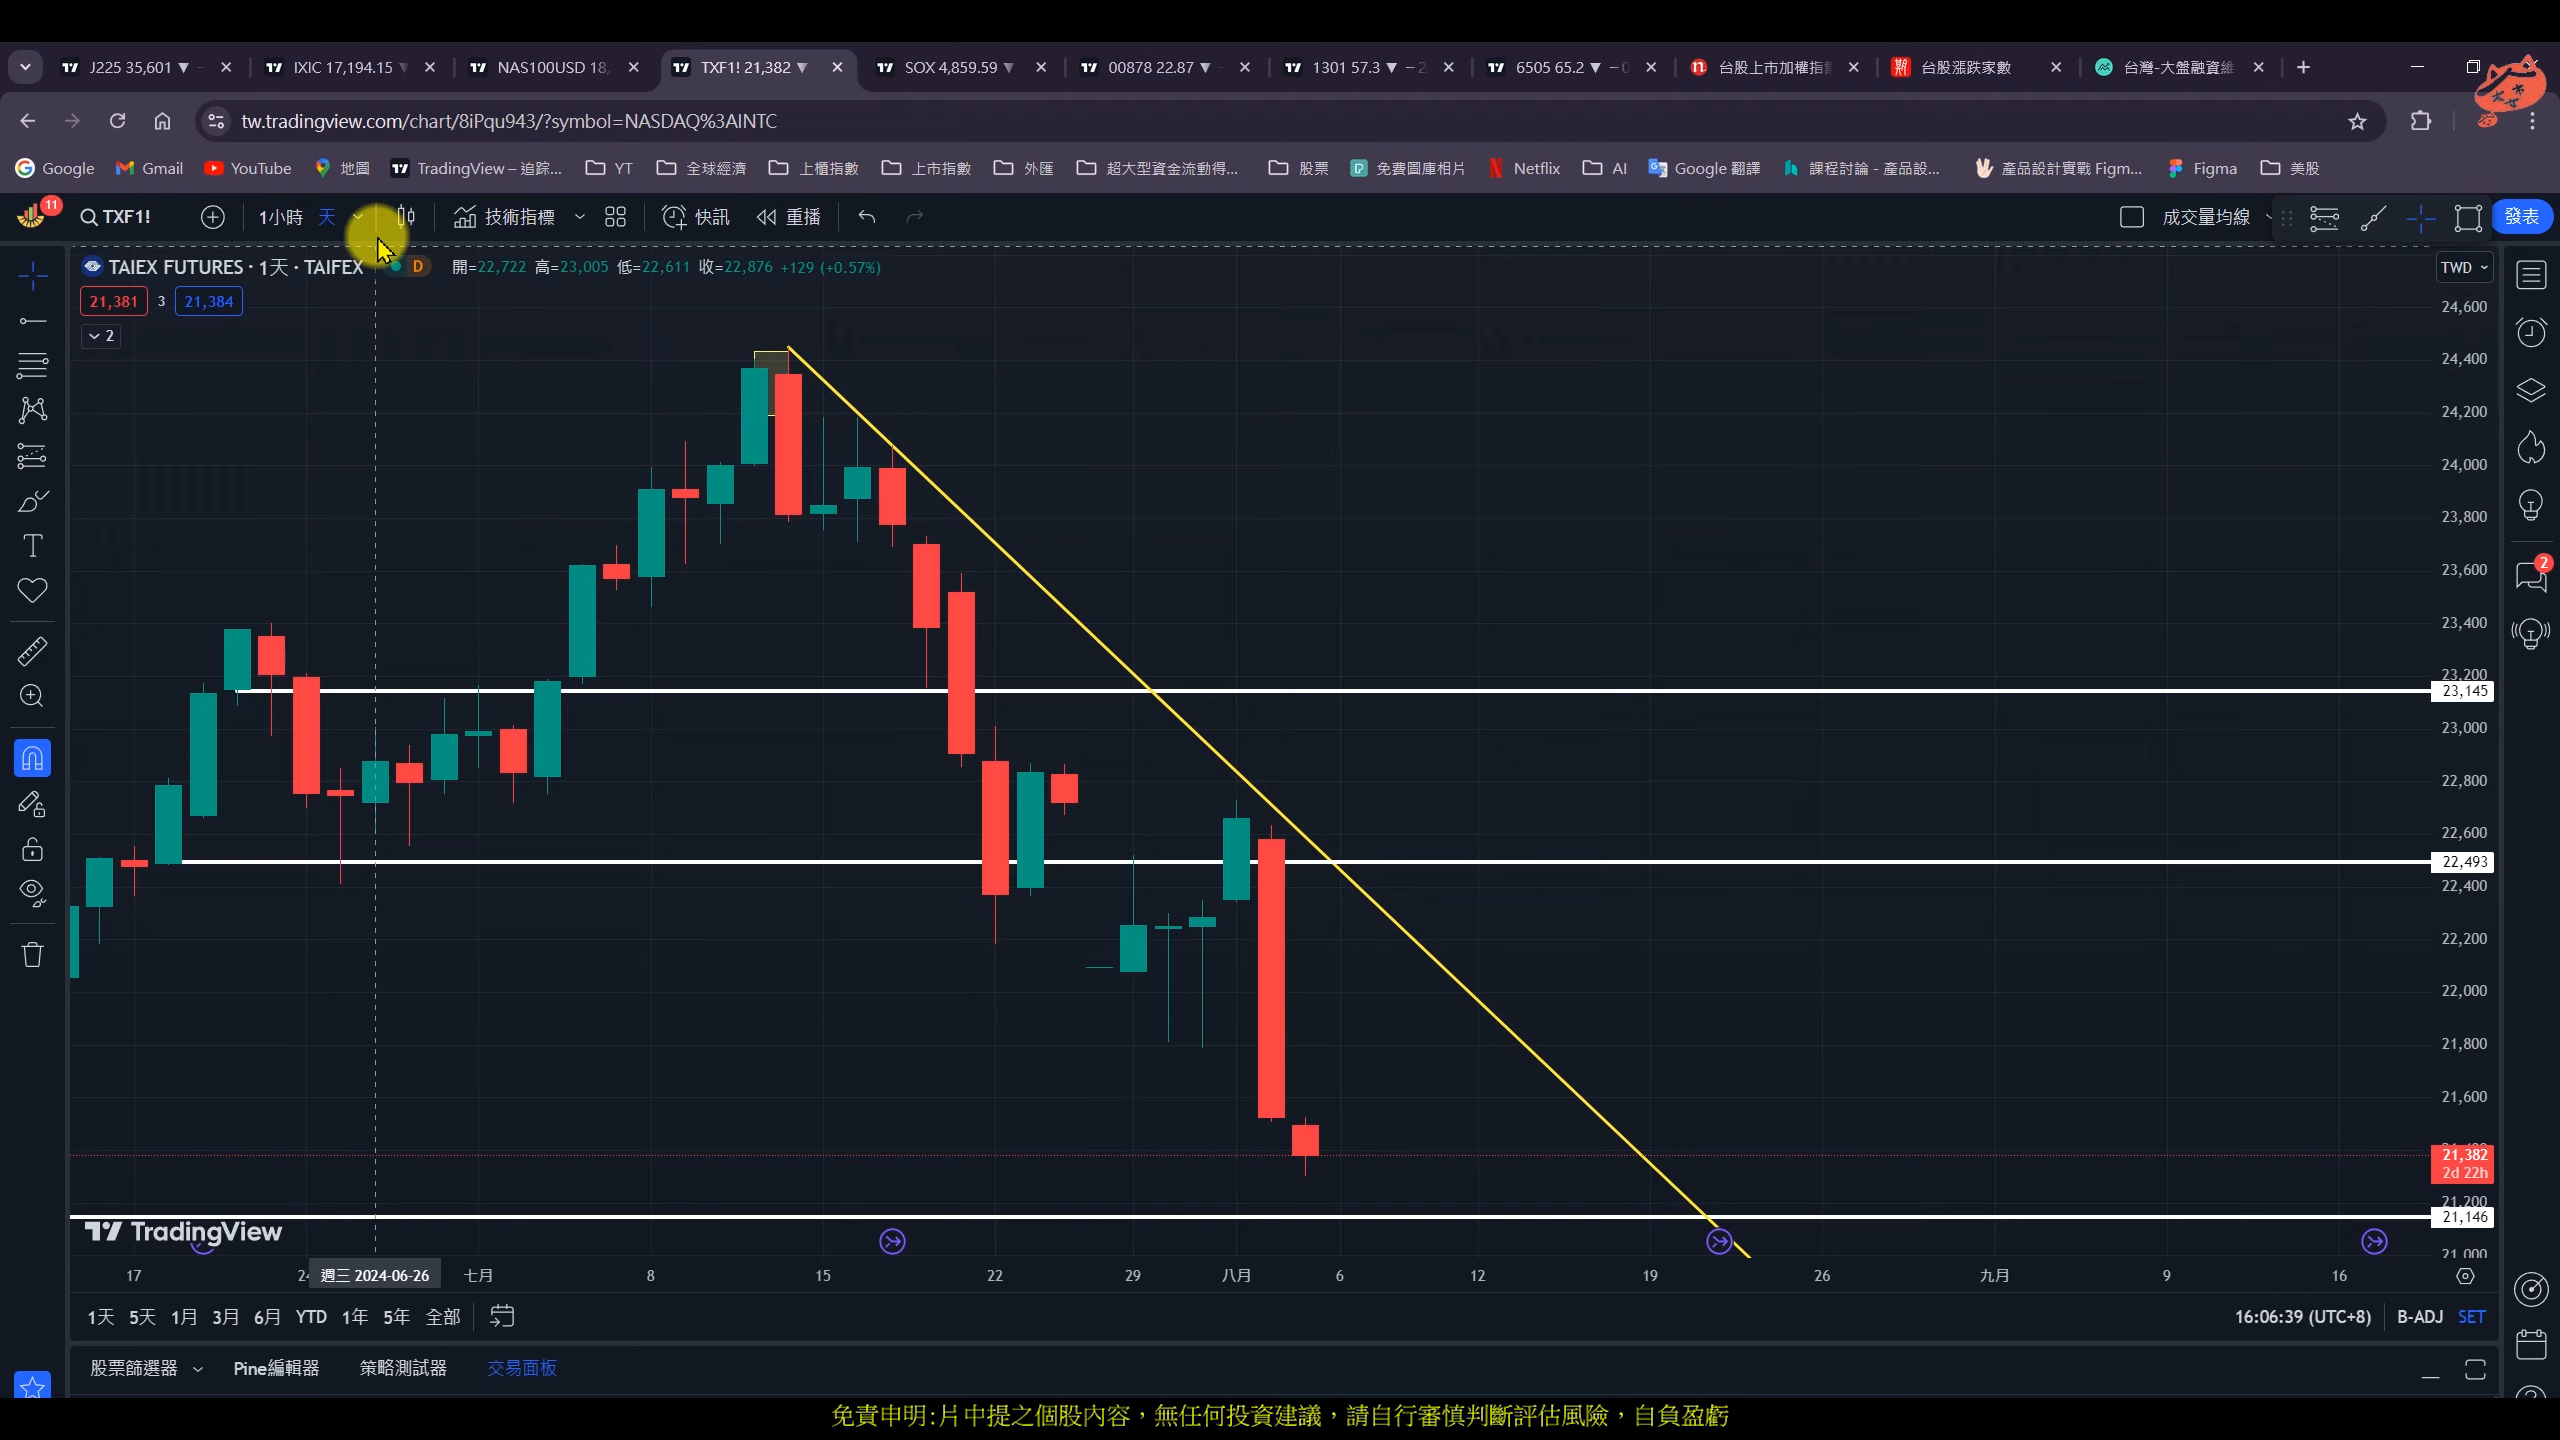 J225 35,601 ▼
IXIC 17,194.15 ▼
NAS100USD 18,
TXF1! 21,382 ▼
SOX 4,859.59 ▼
00878 22.87 ▼
1301 57.3 ▼ − 2
6505 65.2 ▼ − 0
台股上市加權指
台股漲跌家數
台灣-大盤融資維
tw.tradingview.com/chart/8iPqu943/?symbol=NASDAQ%3AINTC
Google Gmail YouTube 地圖 TradingView – 追踪... YT 全球經濟 上櫃指數 上市指數 外匯 超大型資金流動得... 股票 免費圖庫相片 Netflix AI Google 翻譯 課程討論 - 產品設... 產品設計實戰 Figm... Figma 美股
11 TXF1! 1小時 天 技術指標 快訊 重播 成交量均線 發表
TAIEX FUTURES · 1天 · TAIFEX D 開=22,722 高=23,005 低=22,611 收=22,876 +129 (+0.57%) TWD
21,381 3 21,384
2
24,600
24,400
24,200
24,000
23,800
2
23,600
23,400
23,200
23,145
23,000
22,800
22,600
22,493
22,400
22,200
22,000
21,800
21,600
21,382
2d 22h
21,200
21,146
TradingView
21,000
17 週三 2024-06-26 七月 8 15 22 29 八月 6 12 19 26 九月 9 16
1天 5天 1月 3月 6月 YTD 1年 5年 全部 16:06:39 (UTC+8) B-ADJ SET
股票篩選器 Pine編輯器 策略測試器 交易面板
免責申明:片中提之個股內容，無任何投資建議，請自行審慎判斷評估風險，自負盈虧